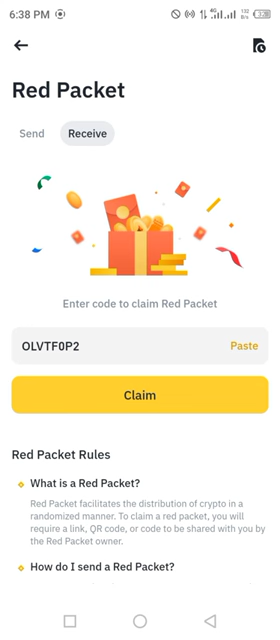 6:38 PM
4G
132
B/s
Red Packet
Send
Receive
Enter code to claim Red Packet
OLVTF0P2
Paste
Claim
Red Packet Rules
What is a Red Packet?
Red Packet facilitates the distribution of crypto in a
randomized manner. To claim a red packet, you will
require a link, QR code, or code to be shared with you by
the Red Packet owner.
How do I send a Red Packet?